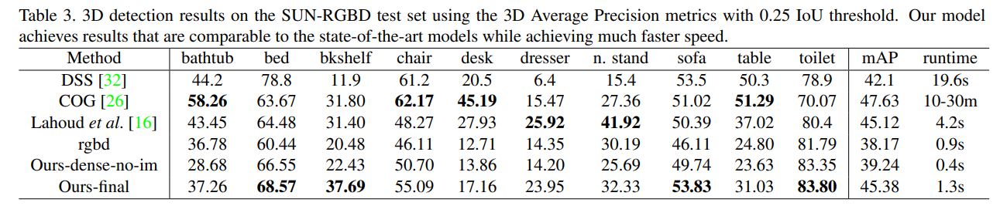 Table 3. 3D detection results on the SUN-RGBD test set using the 3D Average Precision metrics with 0.25 IoU threshold. Our model
achieves results that are comparable to the state-of-the-art models while achieving much faster speed.
Method bathtub bed bkshelf chair desk dresser n. stand sofa table toilet mAP runtime
DSS [32] 44.2 78.8 11.9 61.2 20.5 6.4 15.4 53.5 50.3 78.9 42.1 19.6s
COG [26] 58.26 63.67 31.80 62.17 45.19 15.47 27.36 51.02 51.29 70.07 47.63 10-30m
Lahoud et al. [16] 43.45 64.48 31.40 48.27 27.93 25.92 41.92 50.39 37.02 80.4 45.12 4.2s
rgbd 36.78 60.44 20.48 46.11 12.71 14.35 30.19 46.11 24.80 81.79 38.17 0.9s
Ours-dense-no-im 28.68 66.55 22.43 50.70 13.86 14.20 25.69 49.74 23.63 83.35 39.24 0.4s
Ours-final 37.26 68.57 37.69 55.09 17.16 23.95 32.33 53.83 31.03 83.80 45.38 1.3s